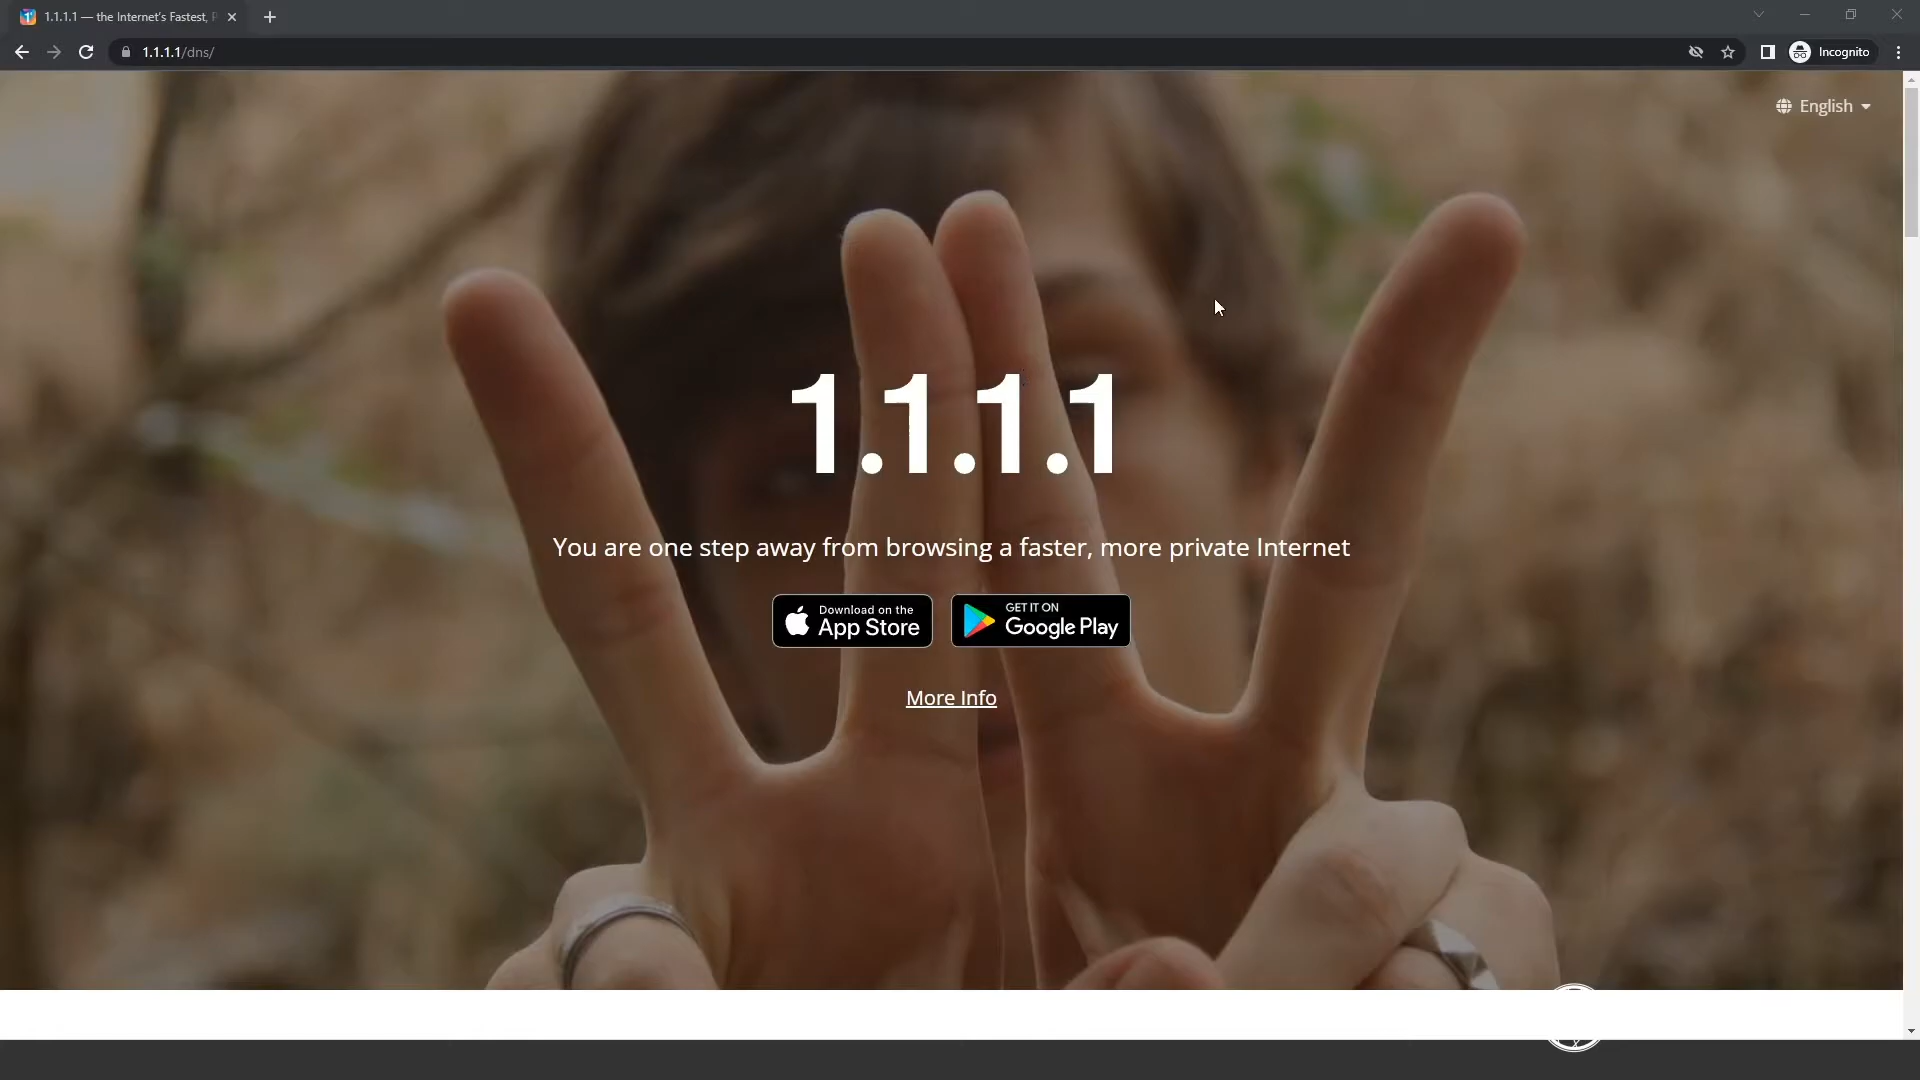 1.1.1.1 — the Internet's Fastest,
1.1.1.1/dns/
Incognito
English
1.1.1.1
You are one step away from browsing a faster, more private Internet
Download on the
App Store
GET IT ON
Google Play
More Info